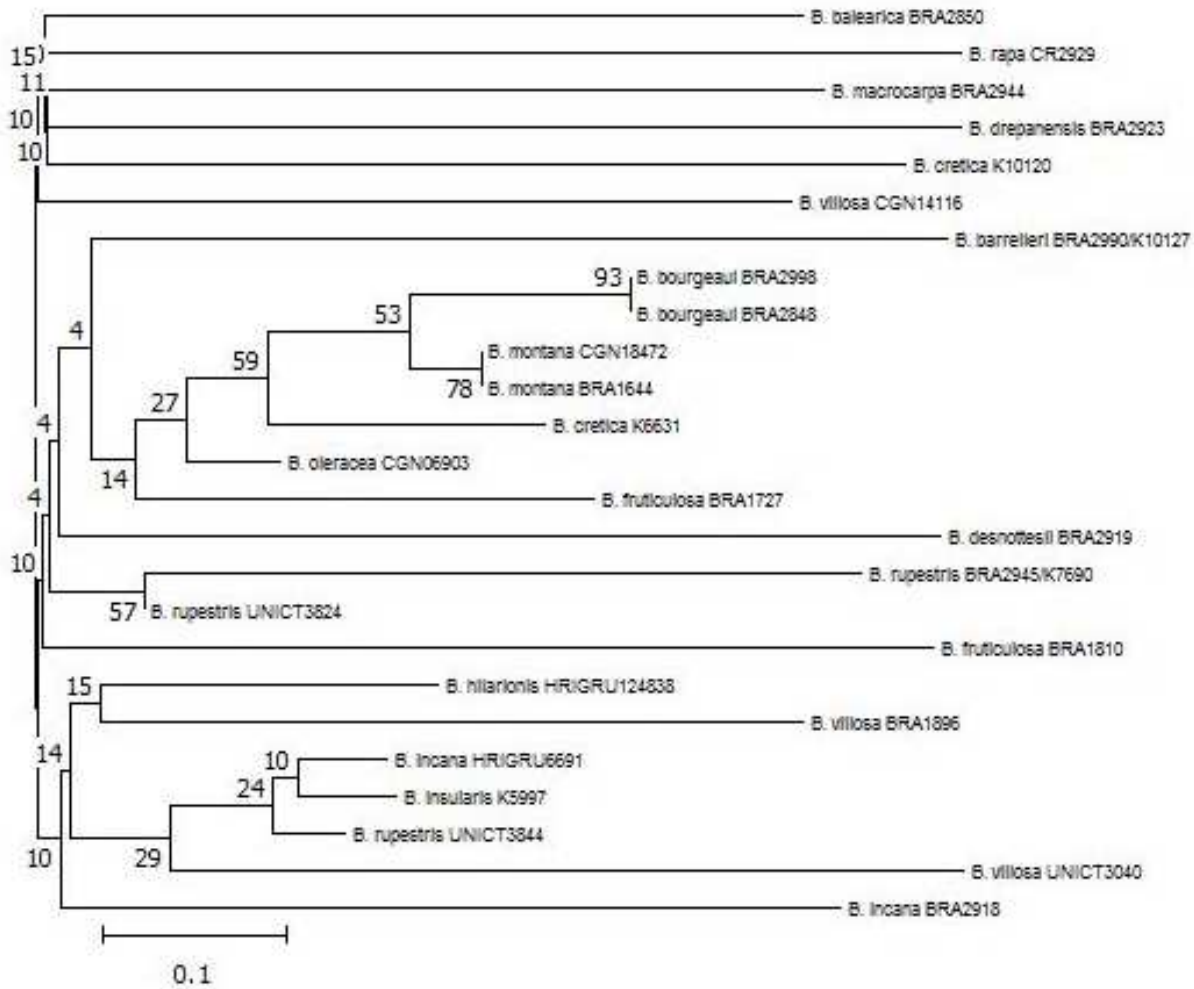 B. balearica BRA2850
15
B. rapa CR2929
11
B. macrocarpa BRA2944
10
B. drepanensis BRA2923
10
B. cretica K10120
B. villosa CGN14116
B. barrelieri BRA2990/K10127
93
B. bourgeaui BRA2998
B. bourgeaui BRA2848
4
53
B. montana CGN18472
59
78
B. montana BRA1644
27
B. cretica K6631
4
B. oleracea CGN06903
14
B. fruticulosa BRA1727
4
B. desnottesii BRA2919
10
B. rupestris BRA2945/K7690
57
B. rupestris UNICT3824
B. fruticulosa BRA1810
15
B. hilarionis HRIGRU124838
B. villosa BRA1896
14
10
B. incana HRIGRU6691
24
B. insularis K5997
B. rupestris UNICT3844
10
29
B. villosa UNICT3040
B. incana BRA2918
0.1